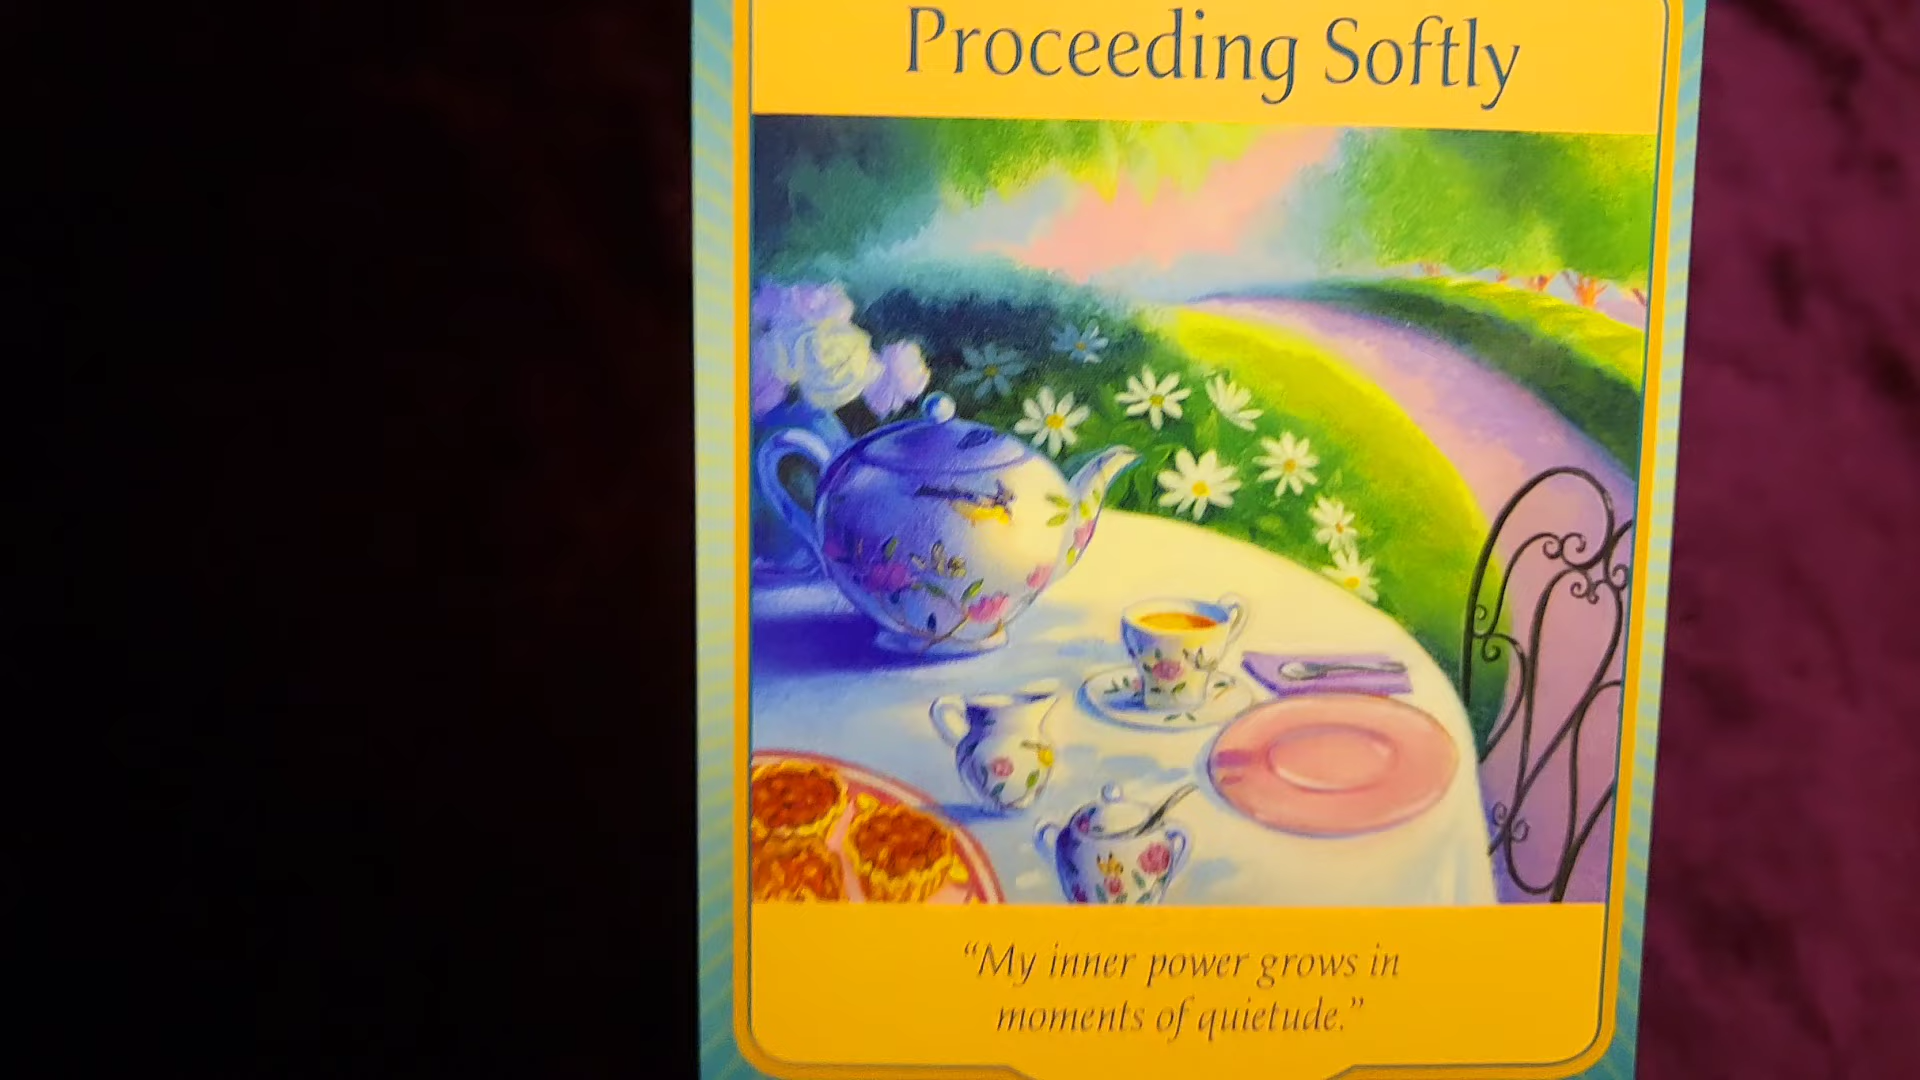 Proceeding Softly
“My inner power grows in
moments of quietude.”